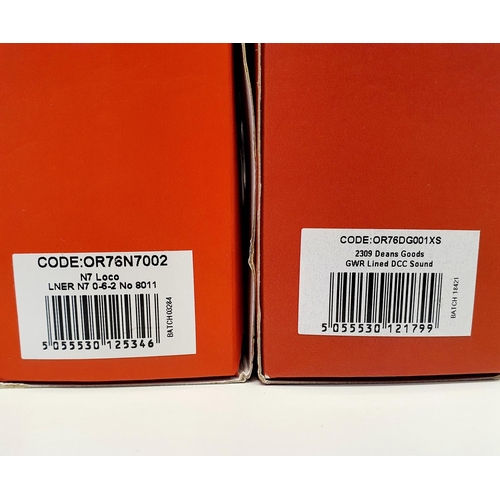 CODE:OR76N7002
N7 Loco
LNER N7 0-6-2 No 8011
5 055530 125346
BATCH 03284
CODE:OR76DG001XS
2309 Deans Goods
GWR Lined DCC Sound
5 055530 121799
BATCH 18421